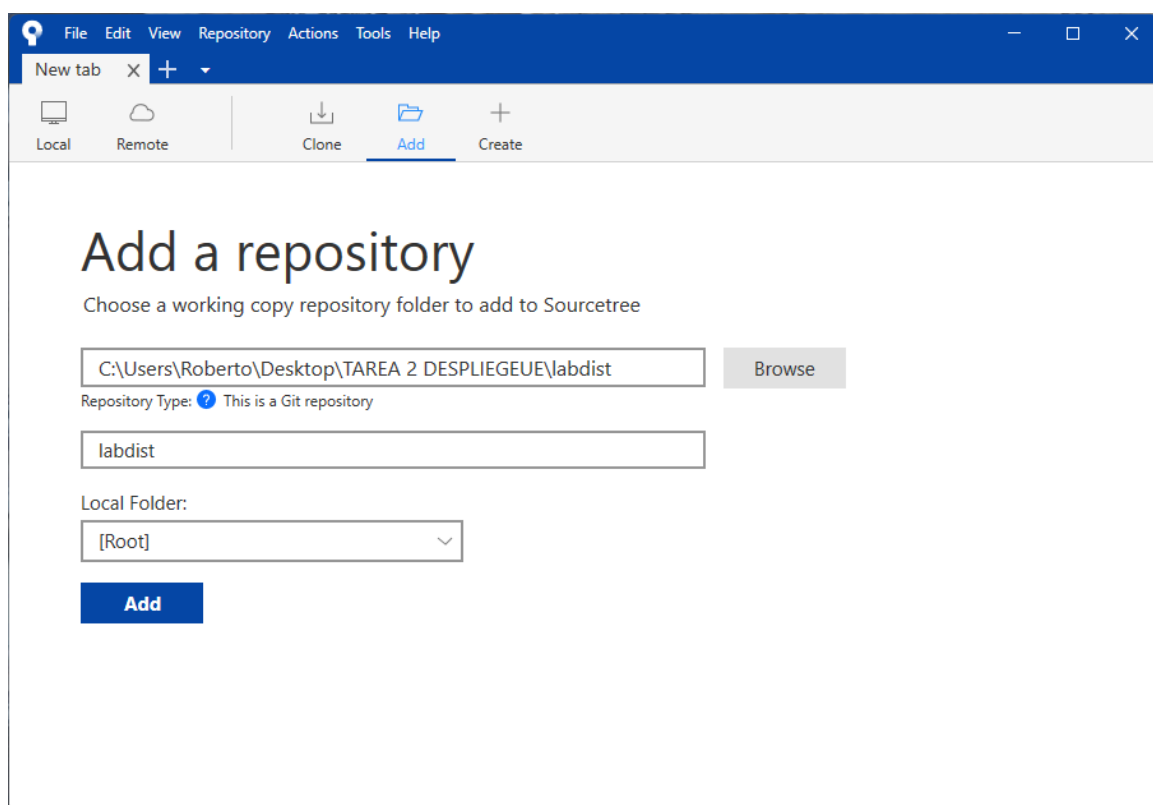 File Edit View Repository Actions Tools Help
New tab
Local Remote Clone Add Create
Add a repository
Choose a working copy repository folder to add to Sourcetree
C:\Users\Roberto\Desktop\TAREA 2 DESPLIEGEUE\labdist Browse
Repository Type: ? This is a Git repository
labdist
Local Folder:
[Root]
Add